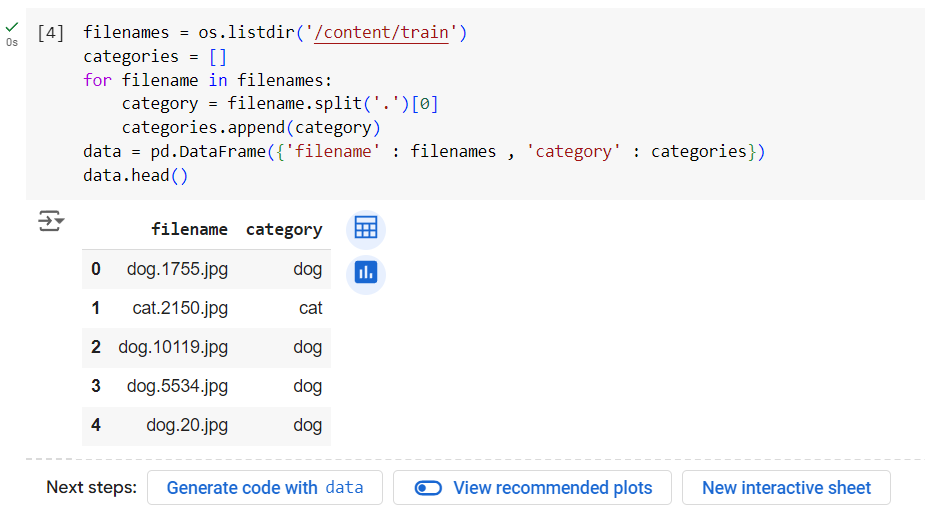 [4] filenames = os.listdir('/content/train')
categories = []
for filename in filenames:
    category = filename.split('.')[0]
    categories.append(category)
data = pd.DataFrame({'filename' : filenames , 'category' : categories})
data.head()
0s
filename category
0 dog.1755.jpg dog
1 cat.2150.jpg cat
2 dog.10119.jpg dog
3 dog.5534.jpg dog
4 dog.20.jpg dog
Next steps: Generate code with data View recommended plots New interactive sheet